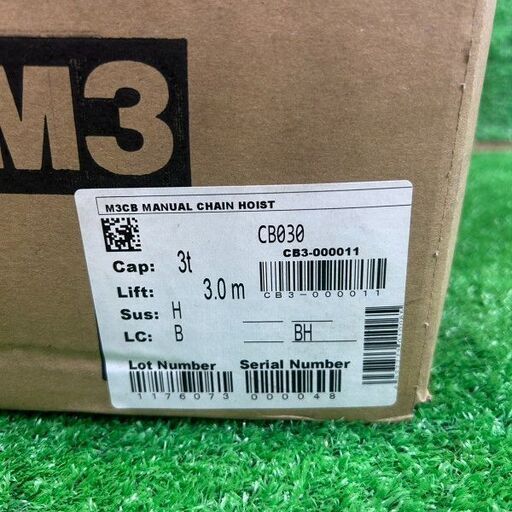 M3
M3CB MANUAL CHAIN HOIST
CB030
CB3-000011
Cap: 3t
Lift: 3.0 m
CB3-000011
Sus: H
LC: B BH
Lot Number Serial Number
1176073 000048